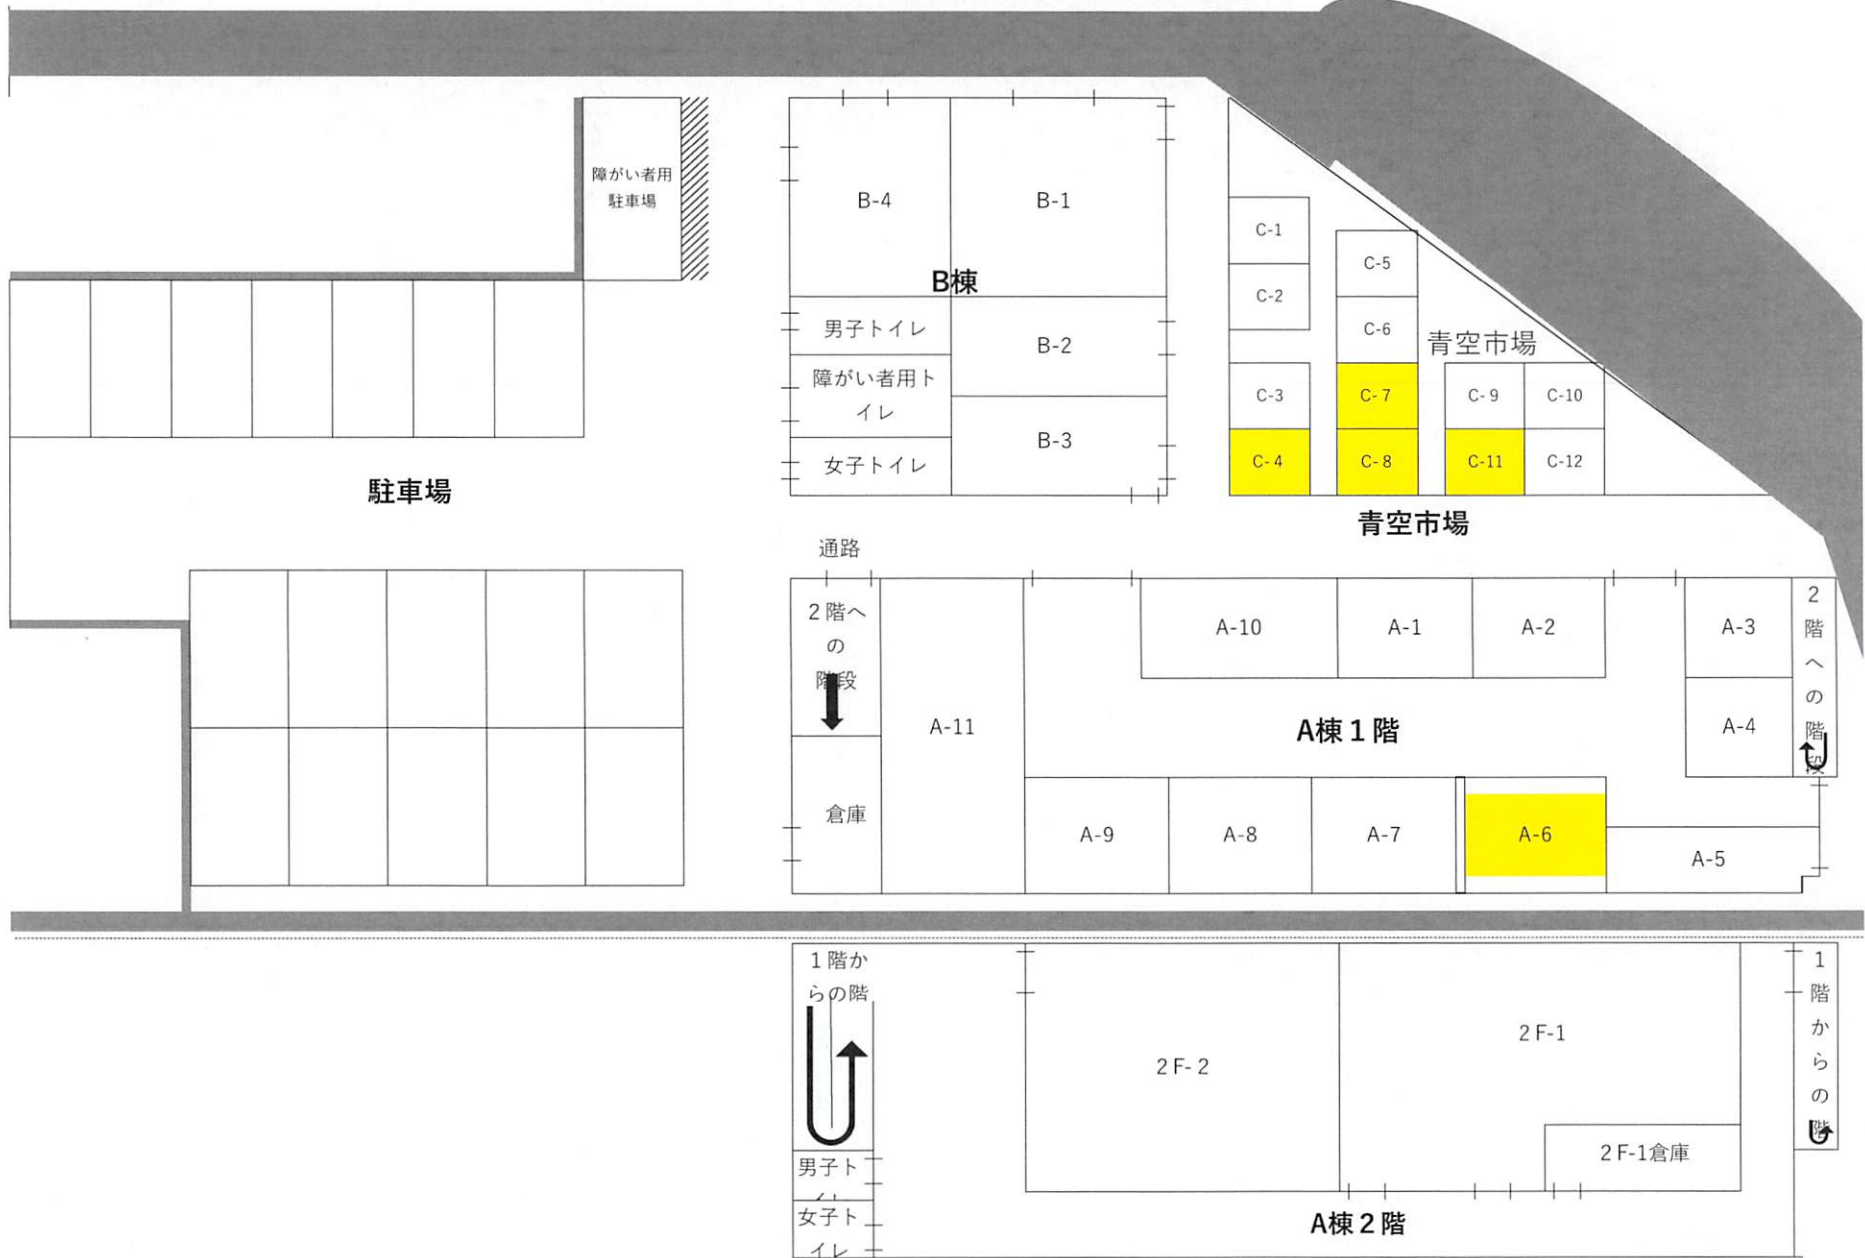 障がい者用
駐車場
B-4
B-1
B棟
男子トイレ
障がい者用ト
イレ
女子トイレ
B-2
B-3
C-1
C-2
C-3
C-4
C-5
C-6
C-7
C-8
青空市場
C-9
C-10
C-11
C-12
青空市場
駐車場
通路
2階へ
の
階段
倉庫
A-11
A-10
A-1
A-2
A-3
A-4
2階への階段
A棟1階
A-9
A-8
A-7
A-6
A-5
1階か
らの階
男子ト
女子ト
イレ
2F-2
2F-1
2F-1倉庫
1階からの階
A棟2階